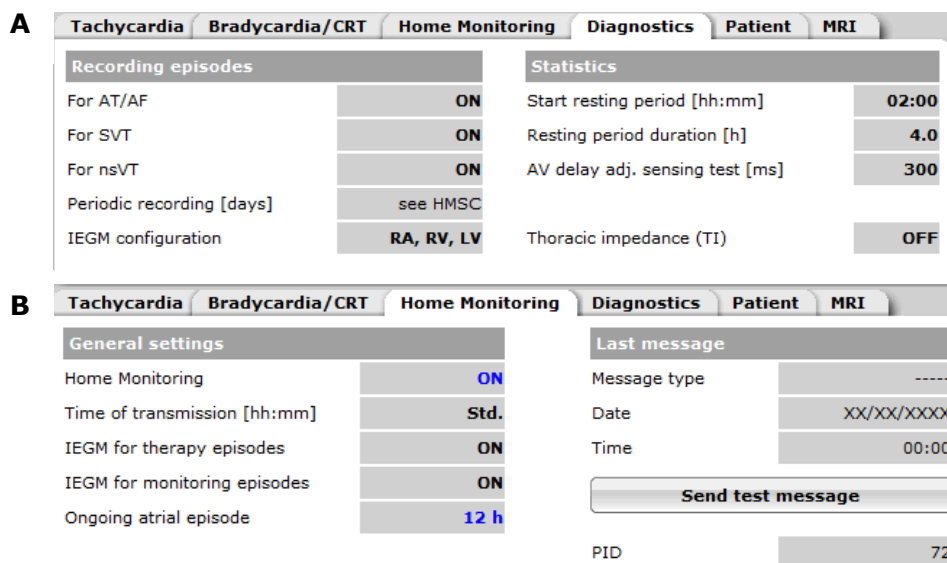 A
Tachycardia Bradycardia/CRT Home Monitoring Diagnostics Patient MRI
Recording episodes Statistics
For AT/AF ON Start resting period [hh:mm] 02:00
For SVT ON Resting period duration [h] 4.0
For nsVT ON AV delay adj. sensing test [ms] 300
Periodic recording [days] see HMSC
IEGM configuration RA, RV, LV Thoracic impedance (TI) OFF
B
Tachycardia Bradycardia/CRT Home Monitoring Diagnostics Patient MRI
General settings Last message
Home Monitoring ON Message type -----
Time of transmission [hh:mm] Std. Date XX/XX/XXXX
IEGM for therapy episodes ON Time 00:00
IEGM for monitoring episodes ON Send test message
Ongoing atrial episode 12 h
PID 72